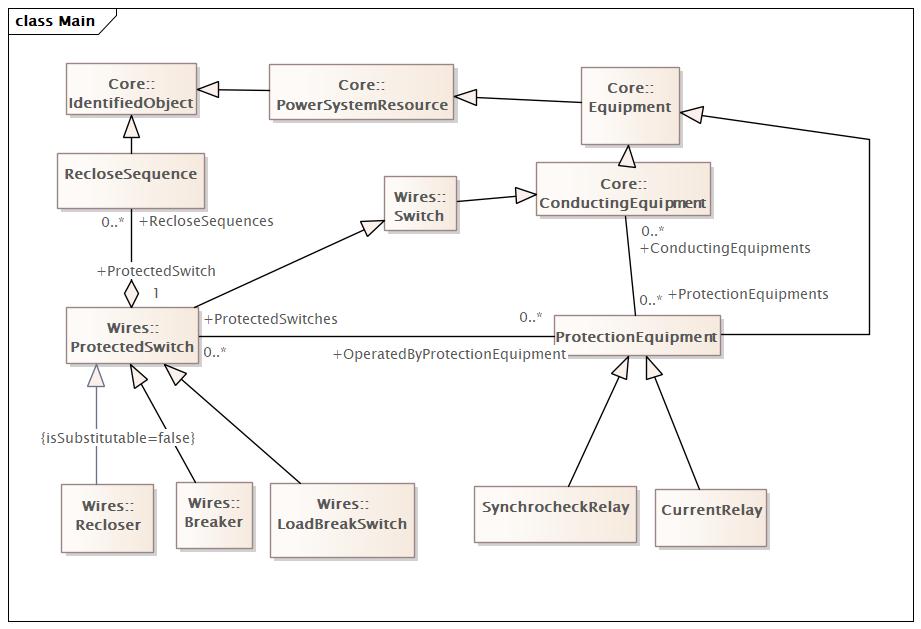 class Main
Core::
IdentifiedObject
Core::
PowerSystemResource
Core::
Equipment
RecloseSequence
Wires::
Switch
Core::
ConductingEquipment
0..* +RecloseSequences
0..*
+ConductingEquipments
+ProtectedSwitch
1
0..* +ProtectionEquipments
Wires::
ProtectedSwitch
+ProtectedSwitches
0..*
0..*
+OperatedByProtectionEquipment
ProtectionEquipment
{isSubstitutable=false}
Wires::
Recloser
Wires::
Breaker
Wires::
LoadBreakSwitch
SynchrocheckRelay
CurrentRelay